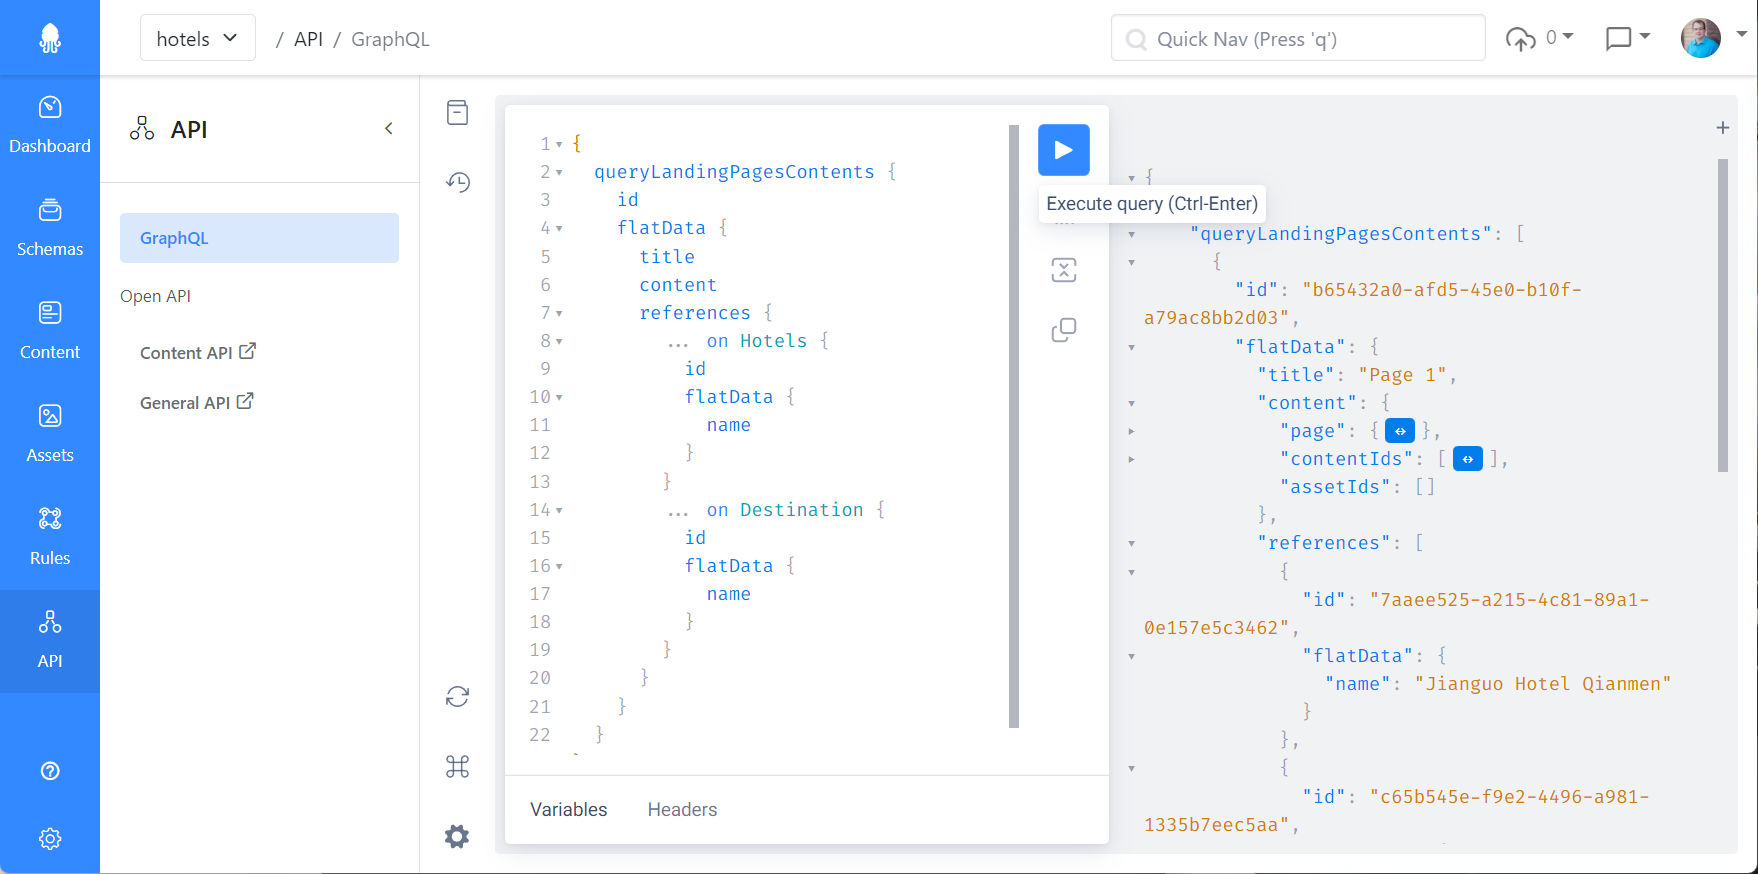 hotels / API / GraphQL
Quick Nav (Press 'q')
0
Dashboard
Schemas
Content
Assets
Rules
API
API
GraphQL
Open API
Content API
General API
1 {
2 queryLandingPagesContents {
3 id
4 flatData {
5 title
6 content
7 references {
8 ... on Hotels {
9 id
10 flatData {
11 name
12 }
13 }
14 ... on Destination {
15 id
16 flatData {
17 name
18 }
19 }
20 }
21 }
22 }
Variables Headers
Execute query (Ctrl-Enter)
{
"queryLandingPagesContents": [
{
"id": "b65432a0-afd5-45e0-b10f-
a79ac8bb2d03",
"flatData": {
"title": "Page 1",
"content": {
"page": { ↔ },
"contentIds": [ ↔ ],
"assetIds": []
},
"references": [
{
"id": "7aaee525-a215-4c81-89a1-
0e157e5c3462",
"flatData": {
"name": "Jianguo Hotel Qianmen"
}
},
{
"id": "c65b545e-f9e2-4496-a981-
1335b7eec5aa",